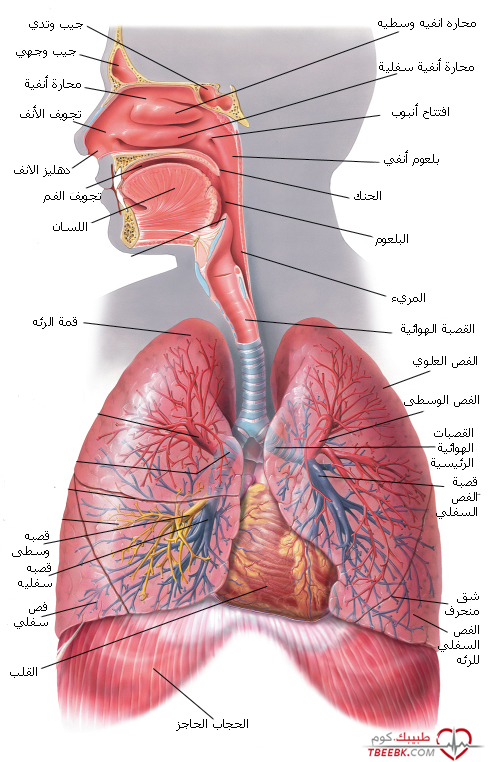 جيب وتدي
جيب وجهي
محارة أنفية
تجويف الأنف
دهليز الانف
تجويف الفم
اللسان
قمة الرئه
قصبه
وسطى
قصبه
سفليه
فص
سفلي
القلب
الحجاب الحاجز
محاره انفيه وسطيه
محارة أنفية سفلية
افتتاح أنبوب
بلعوم أنفي
الحنك
البلعوم
المريء
القصبة الهوائية
الفص العلوي
الفص الوسطى
القصبات
الهوائية
الرئيسية
قصبة
الفص
السفلي
شق
منحرف
الفص
السفلي
للرئه
طبيبك.كوم
TBEEBK.COM